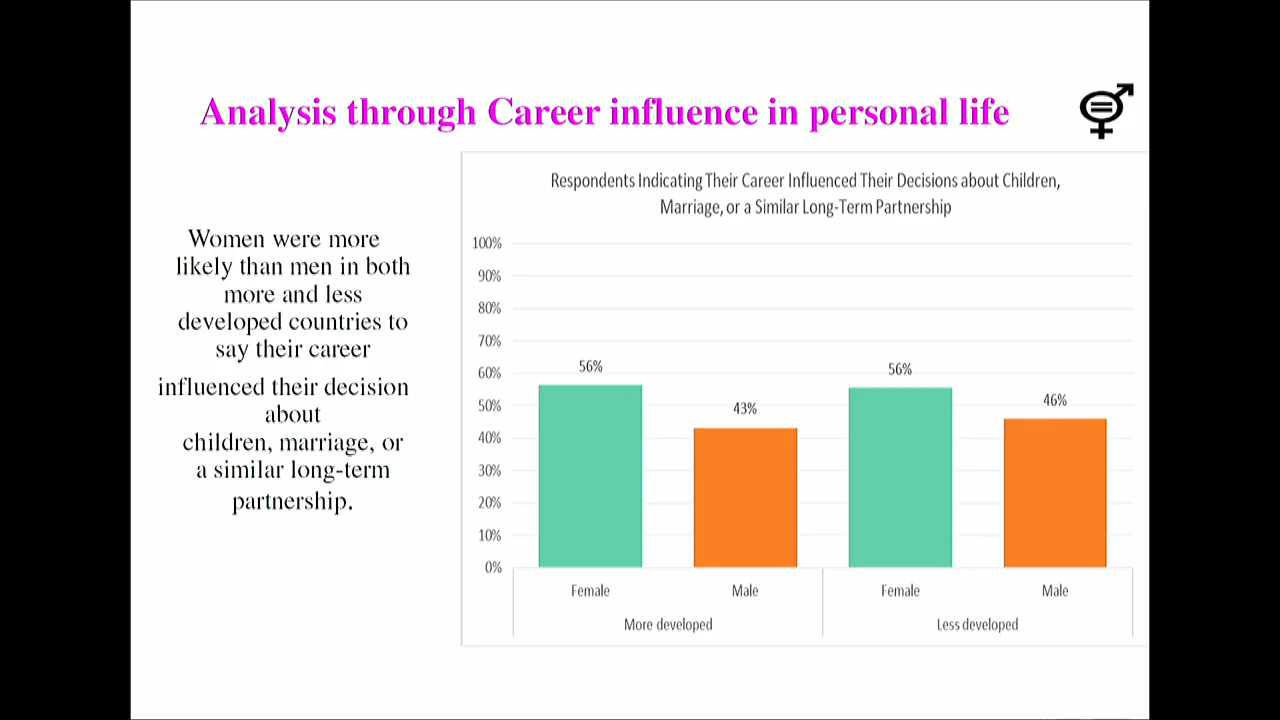 Analysis through Career influence in personal life
Women were more
likely than men in both
more and less
developed countries to
say their career
influenced their decision
about
children, marriage, or
a similar long-term
partnership.
Respondents Indicating Their Career Influenced Their Decisions about Children,
Marriage, or a Similar Long-Term Partnership
100%
90%
80%
70%
60%
50%
40%
30%
20%
10%
0%
56%
43%
56%
46%
Female
Male
Female
Male
More developed
Less developed